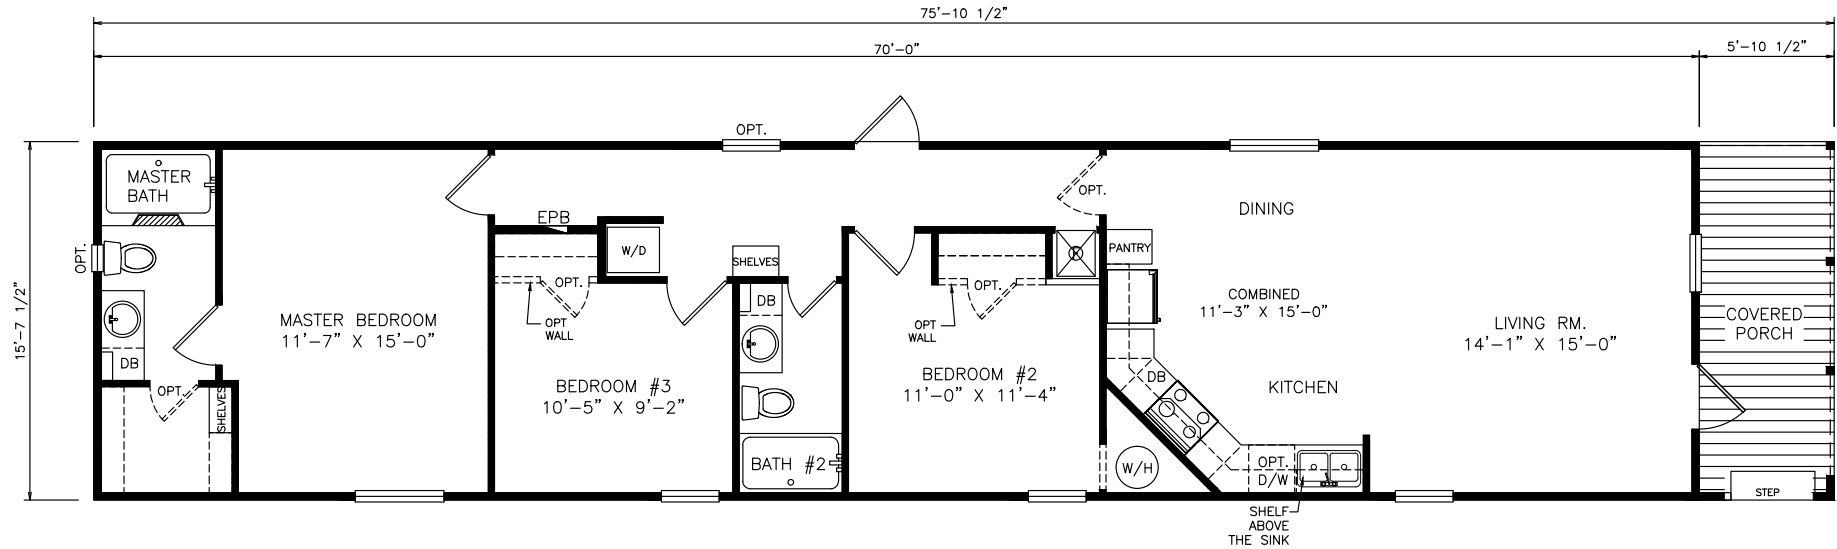 75'-10 1/2"
70'-0"
5'-10 1/2"
15'-7 1/2"
OPT.
MASTER
BATH
OPT.
DB
OPT.
SHELVES
MASTER BEDROOM
11'-7" X 15'-0"
EPB
W/D
OPT.
OPT
WALL
BEDROOM #3
10'-5" X 9'-2"
SHELVES
DB
BATH #2
OPT.
OPT
WALL
BEDROOM #2
11'-0" X 11'-4"
OPT.
PANTRY
DINING
COMBINED
11'-3" X 15'-0"
KITCHEN
DB
W/H
OPT.
D/W
SHELF
ABOVE
THE SINK
LIVING RM.
14'-1" X 15'-0"
COVERED
PORCH
STEP